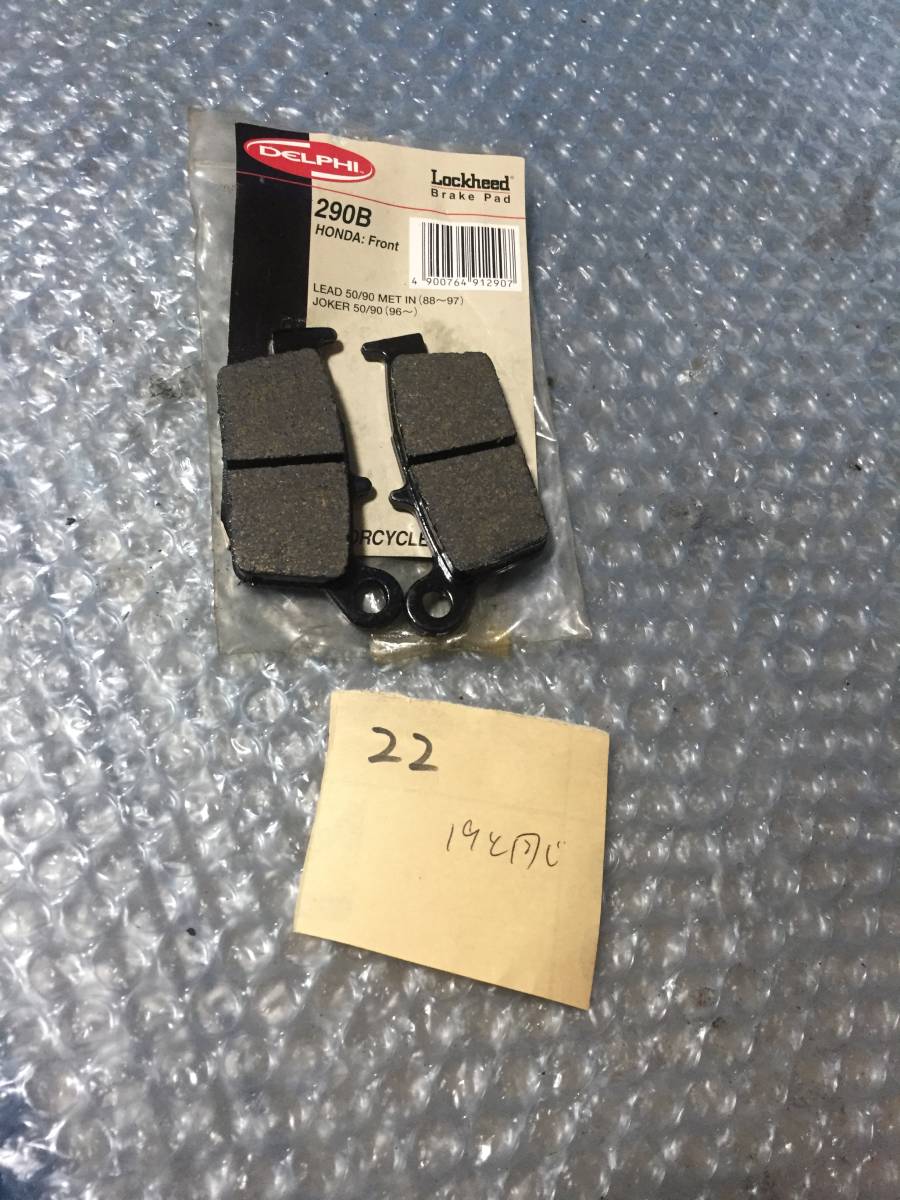 DELPHI
Lockheed
Brake Pad
290B
HONDA: Front
4 900764 912907
LEAD 50/90 MET IN (88〜97)
JOKER 50/90 (96〜)
ORCYCLE
22
19と同じ